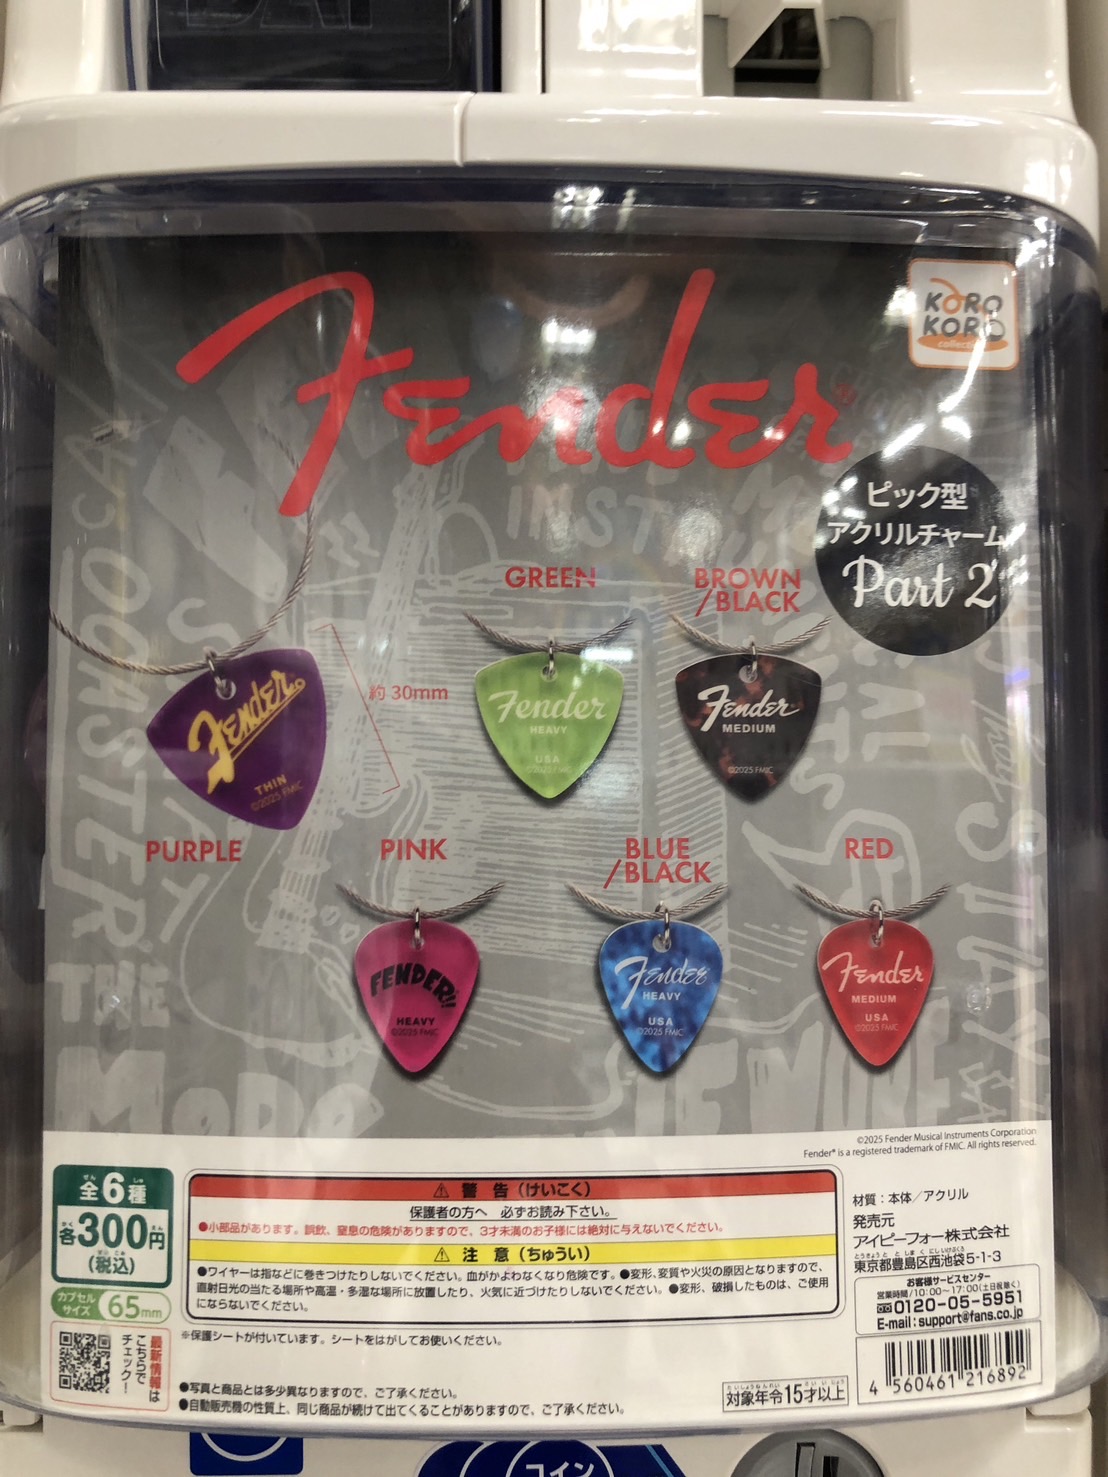 Fender
KORO
KORO
collection
ピック型
アクリルチャーム
Part 2
GREEN
BROWN
/BLACK
約 30mm
Fender
THIN
©2025 FMIC
Fender
HEAVY
USA
©2025 FMIC
Fender
MEDIUM
©2025 FMIC
PURPLE
PINK
BLUE
/BLACK
RED
FENDER!!
HEAVY
©2025 FMIC
Fender
HEAVY
USA
©2025 FMIC
Fender
MEDIUM
USA
©2025 FMIC
©2025 Fender Musical Instruments Corporation
Fender® is a registered trademark of FMIC. All rights reserved.
全6種
各300円
(税込)
カプセル
サイズ 65mm
最新情報は
こちらで
チェック!
⚠ 警 告（けいこく）
保護者の方へ 必ずお読み下さい。
●小部品があります。誤飲、窒息の危険がありますので、3才未満のお子様には絶対に与えないでください。
⚠ 注 意（ちゅうい）
●ワイヤーは指などに巻きつけたりしないでください。血がかよわなくなり危険です。●変形、変質や火災の原因となりますので、
直射日光の当たる場所や高温・多湿な場所に放置したり、火気に近づけたりしないでください。●変形、破損したものは、ご使用
にならないでください。
※保護シートが付いています。シートをはがしてお使いください。
●写真と商品とは多少異なりますので、ご了承ください。
●自動販売機の性質上、同じ商品が続けて出てくることがありますので、ご了承ください。
対象年令15才以上
材質：本体／アクリル
発売元
アイピーフォー株式会社
東京都豊島区西池袋5-1-3
お客様サービスセンター
営業時間/10:00〜17:00(土日祝除く)
0120-05-5951
E-mail:support@fans.co.jp
4 560461 216892
コイン